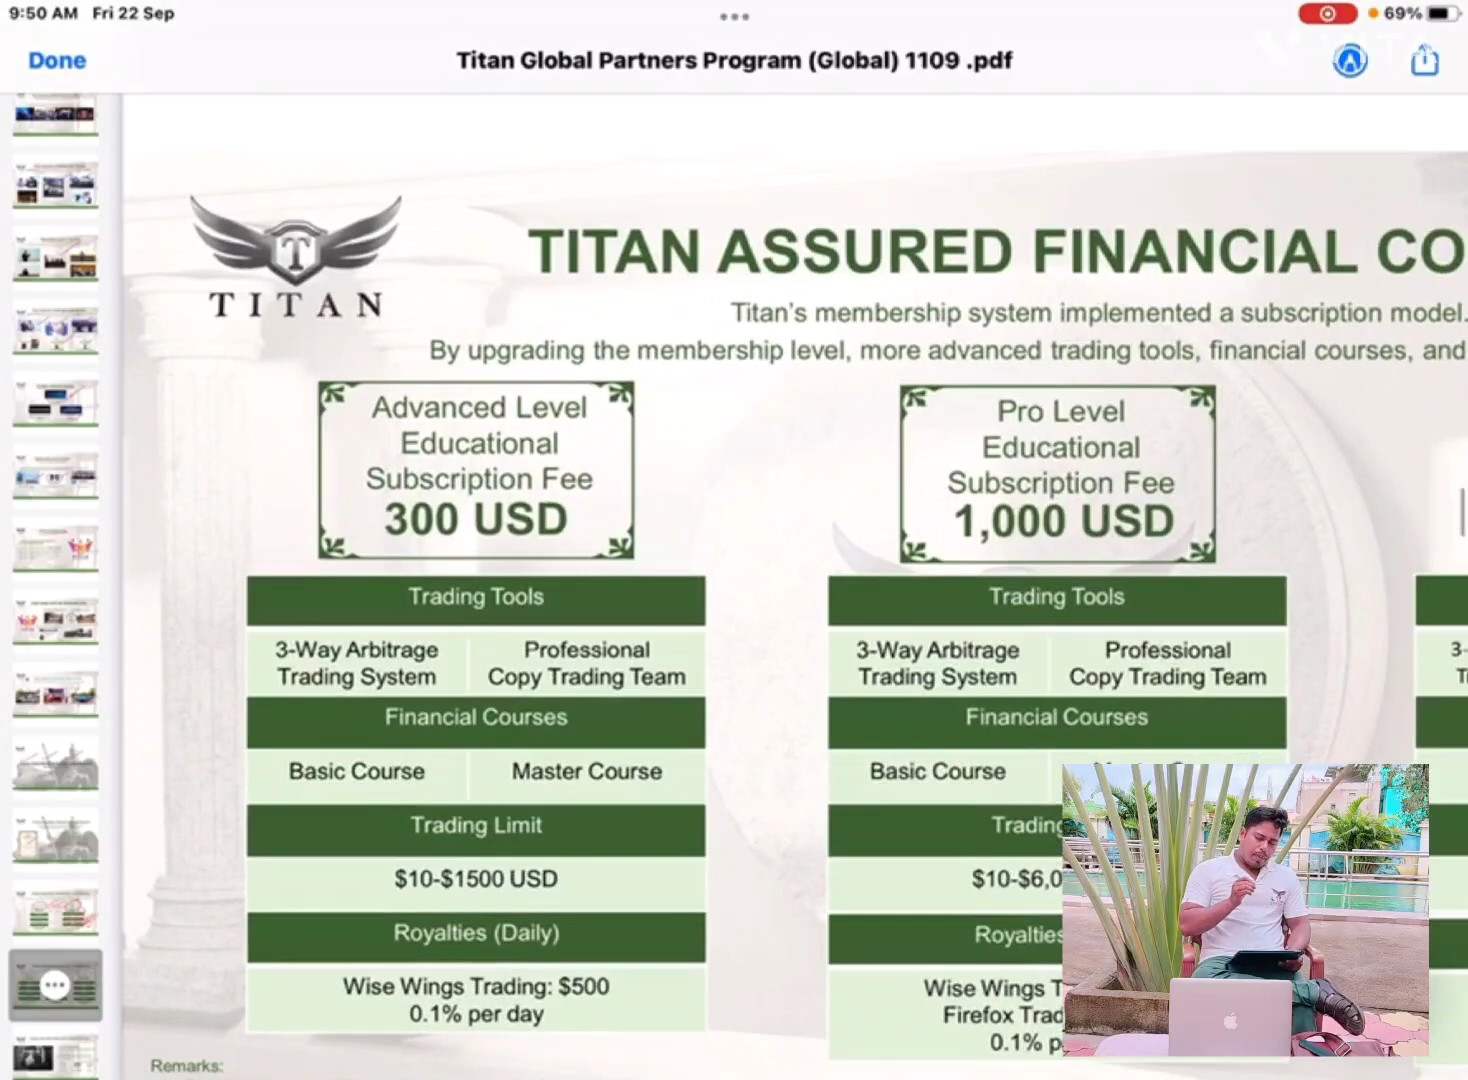 9:50 AM Fri 22 Sep
69%
Done
Titan Global Partners Program (Global) 1109 .pdf
T
TITAN
TITAN ASSURED FINANCIAL CO
Titan's membership system implemented a subscription model.
By upgrading the membership level, more advanced trading tools, financial courses, and
Advanced Level
Educational
Subscription Fee
300 USD
Trading Tools
3-Way Arbitrage
Trading System
Professional
Copy Trading Team
Financial Courses
Basic Course
Master Course
Trading Limit
$10-$1500 USD
Royalties (Daily)
Wise Wings Trading: $500
0.1% per day
Pro Level
Educational
Subscription Fee
1,000 USD
Trading Tools
3-Way Arbitrage
Trading System
Professional
Copy Trading Team
Financial Courses
Basic Course
Trading
$10-$6,0
Royalties
Wise Wings T
Firefox Trad
0.1% p
3-
Remarks: